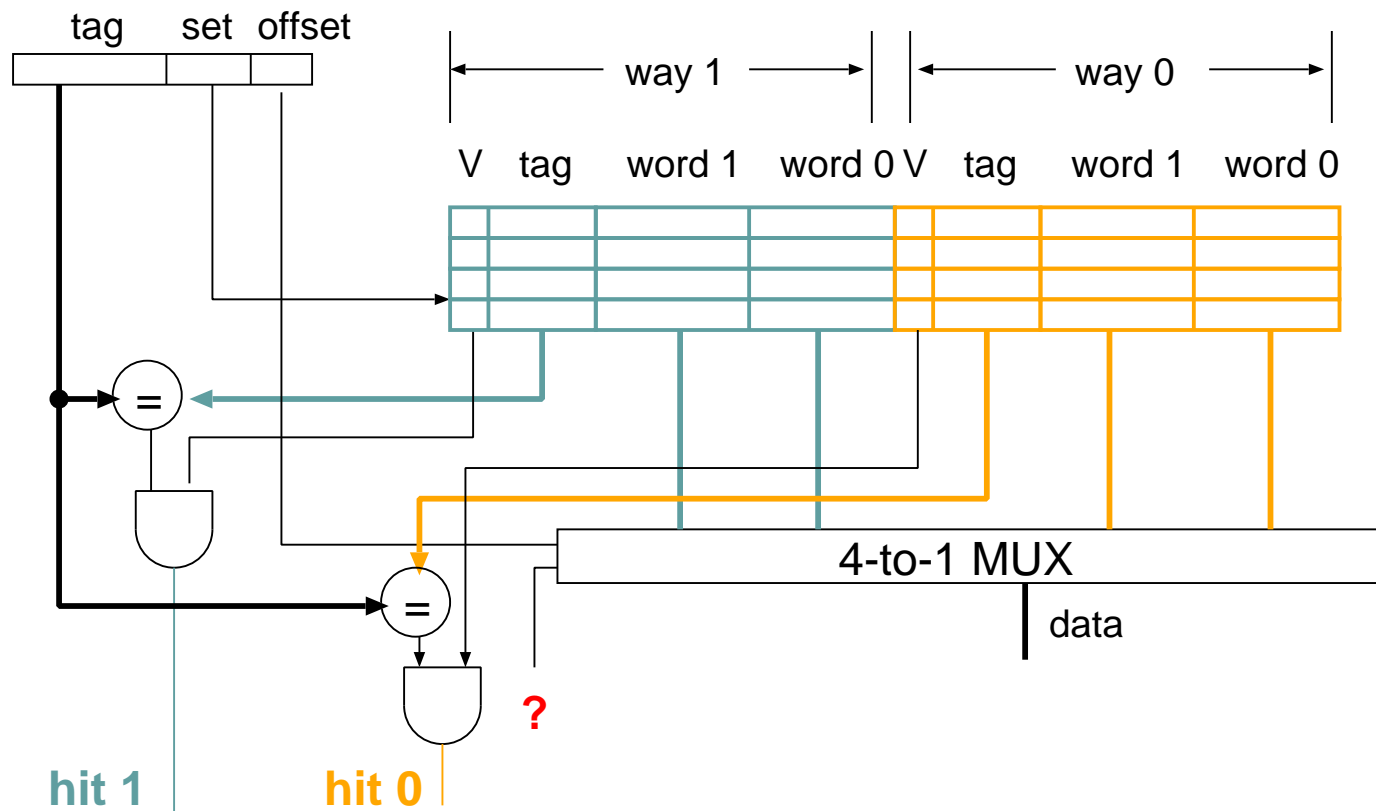 tag set offset
way 1 way 0
V tag word 1 word 0 V tag word 1 word 0
=
4-to-1 MUX
=
data
?
hit 1 hit 0